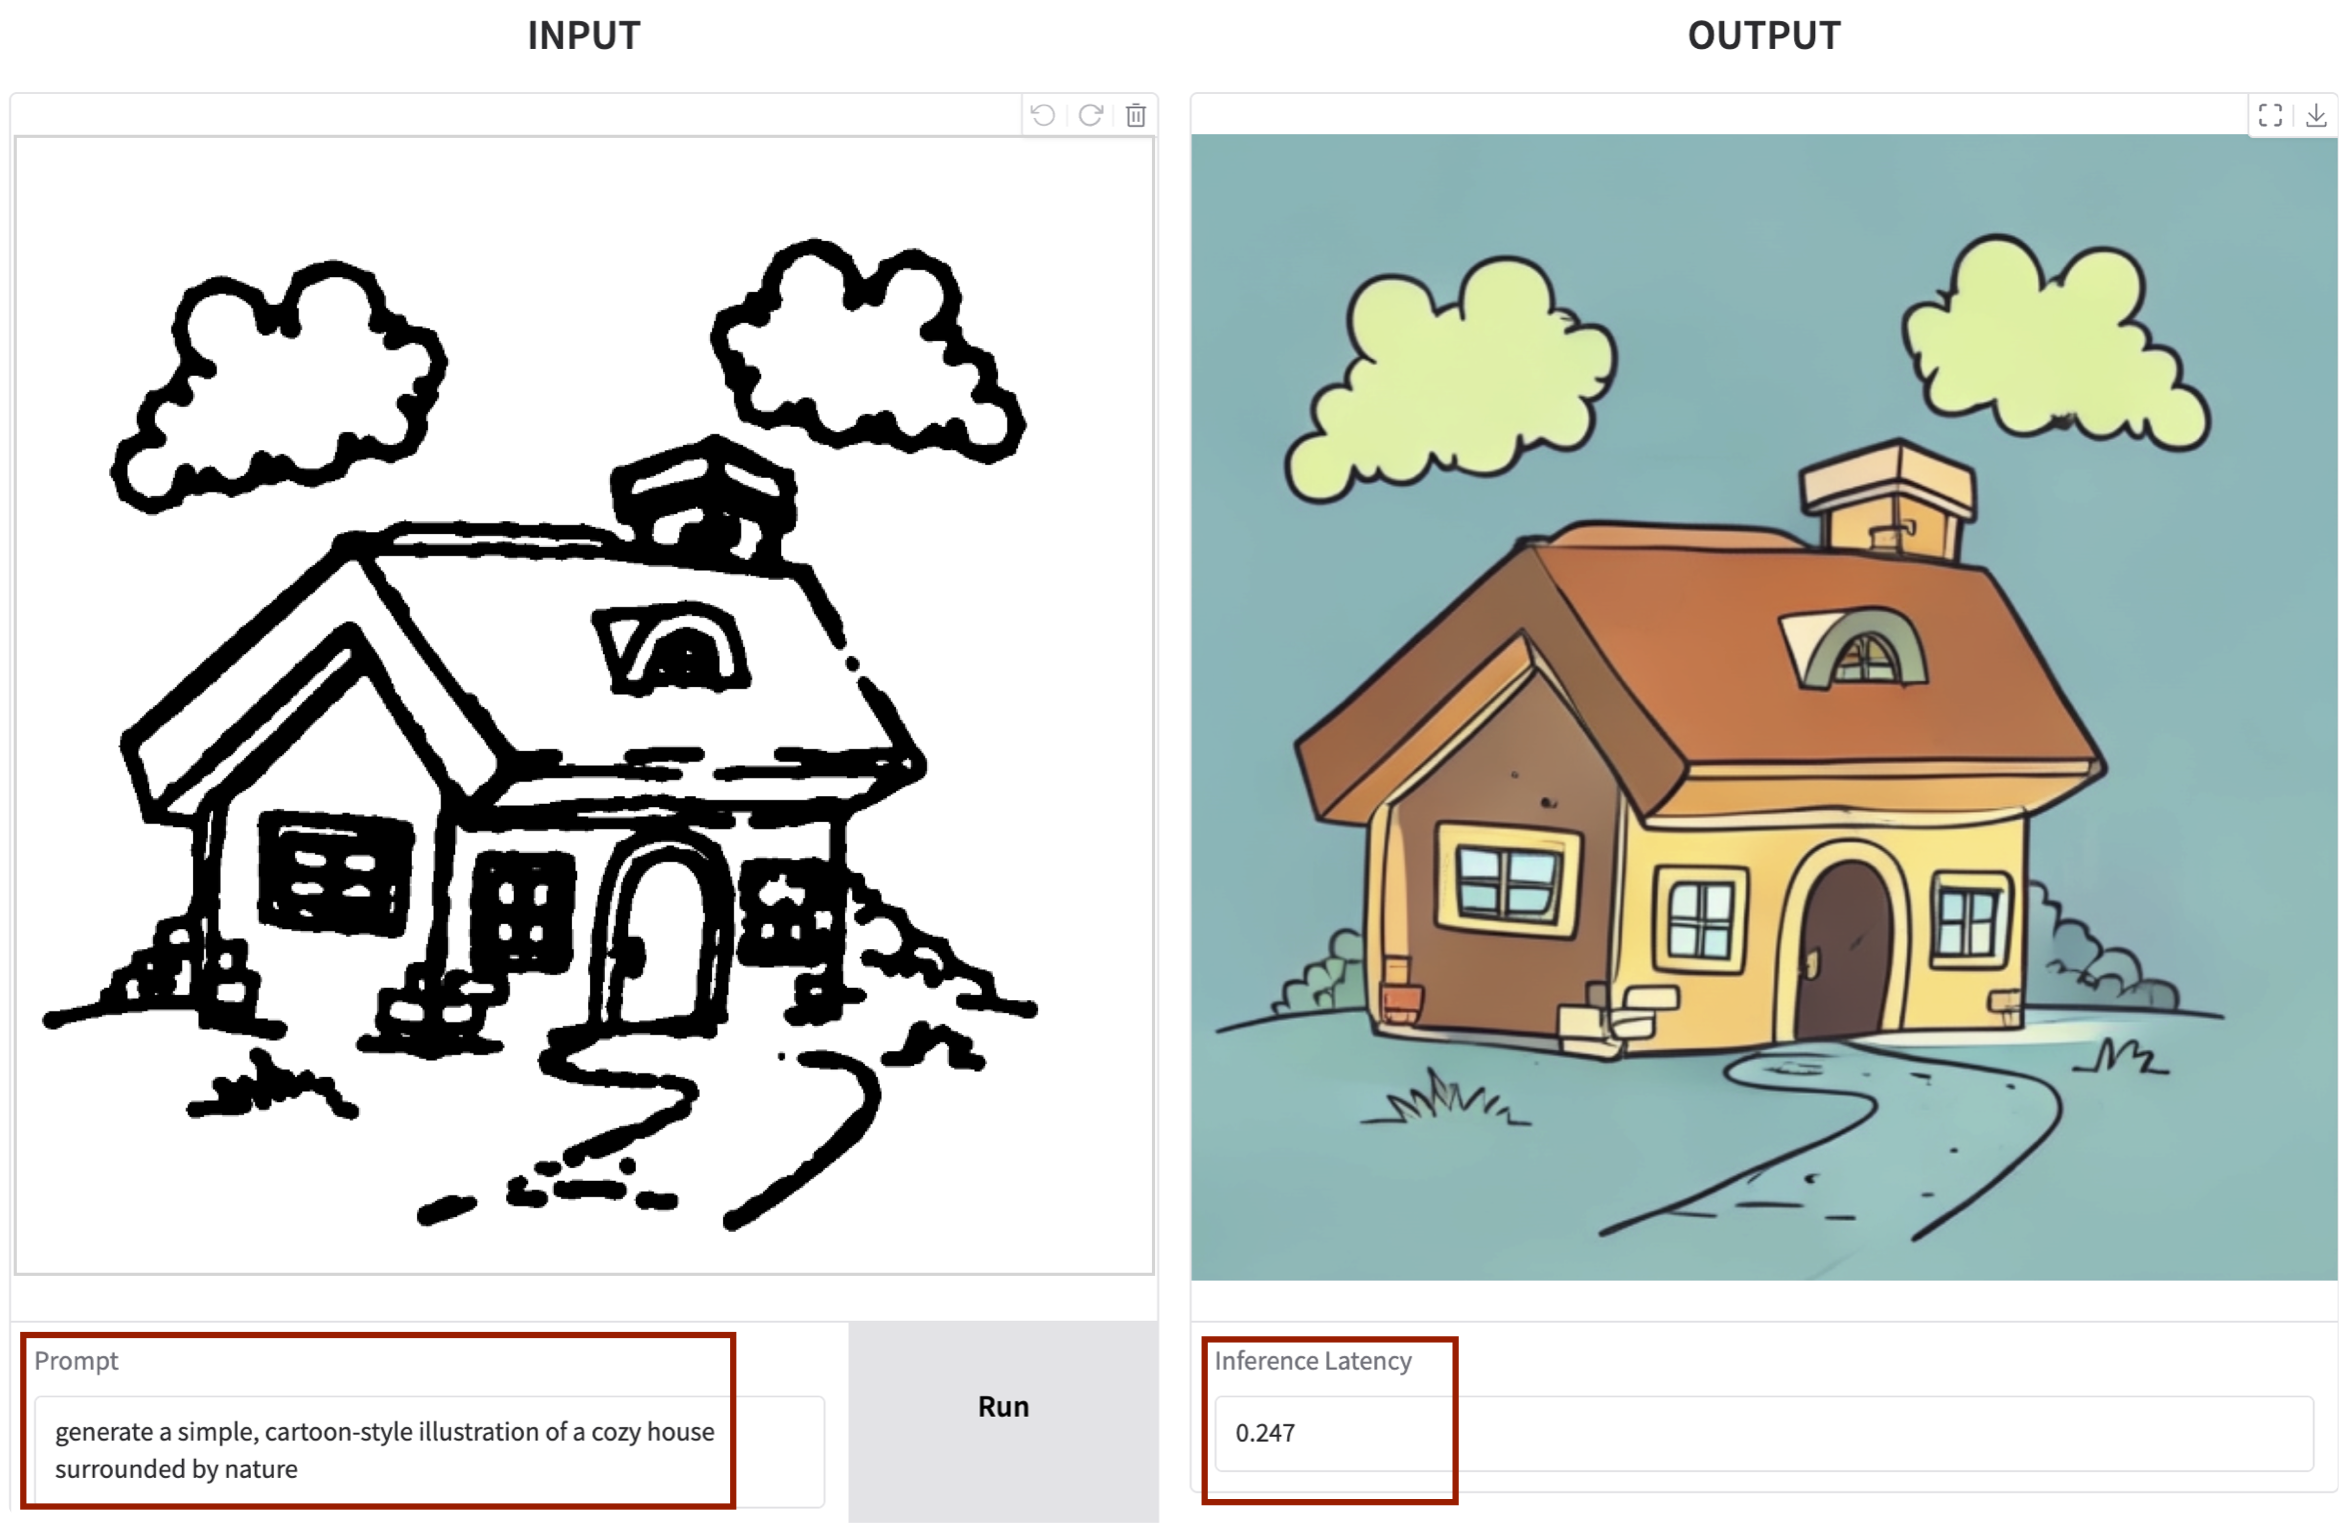 INPUT
OUTPUT
Prompt
generate a simple, cartoon-style illustration of a cozy house
surrounded by nature
Run
Inference Latency
0.247